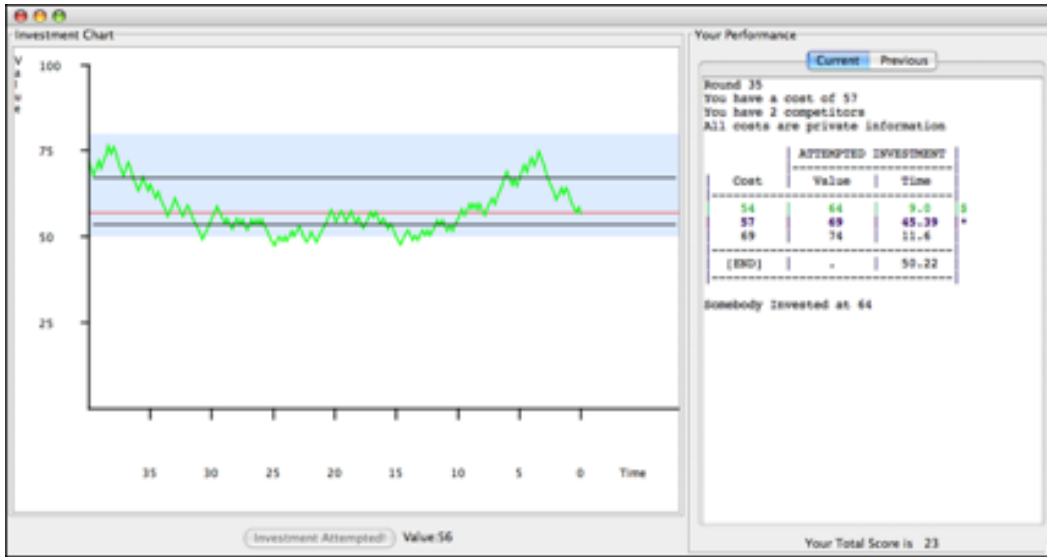 Investment Chart
Value
100
75
50
25
35 30 25 20 15 10 5 0 Time
Investment Attempted! Value:56
Your Performance
Current Previous
Round 35
You have a cost of 57
You have 2 competitors
All costs are private information
ATTEMPTED INVESTMENT
Cost | Value | Time
54 | 64 | 9.0 | $
57 | 69 | 45.39 | *
69 | 74 | 11.6
[END] | . | 50.22
Somebody Invested at 64
Your Total Score is 23